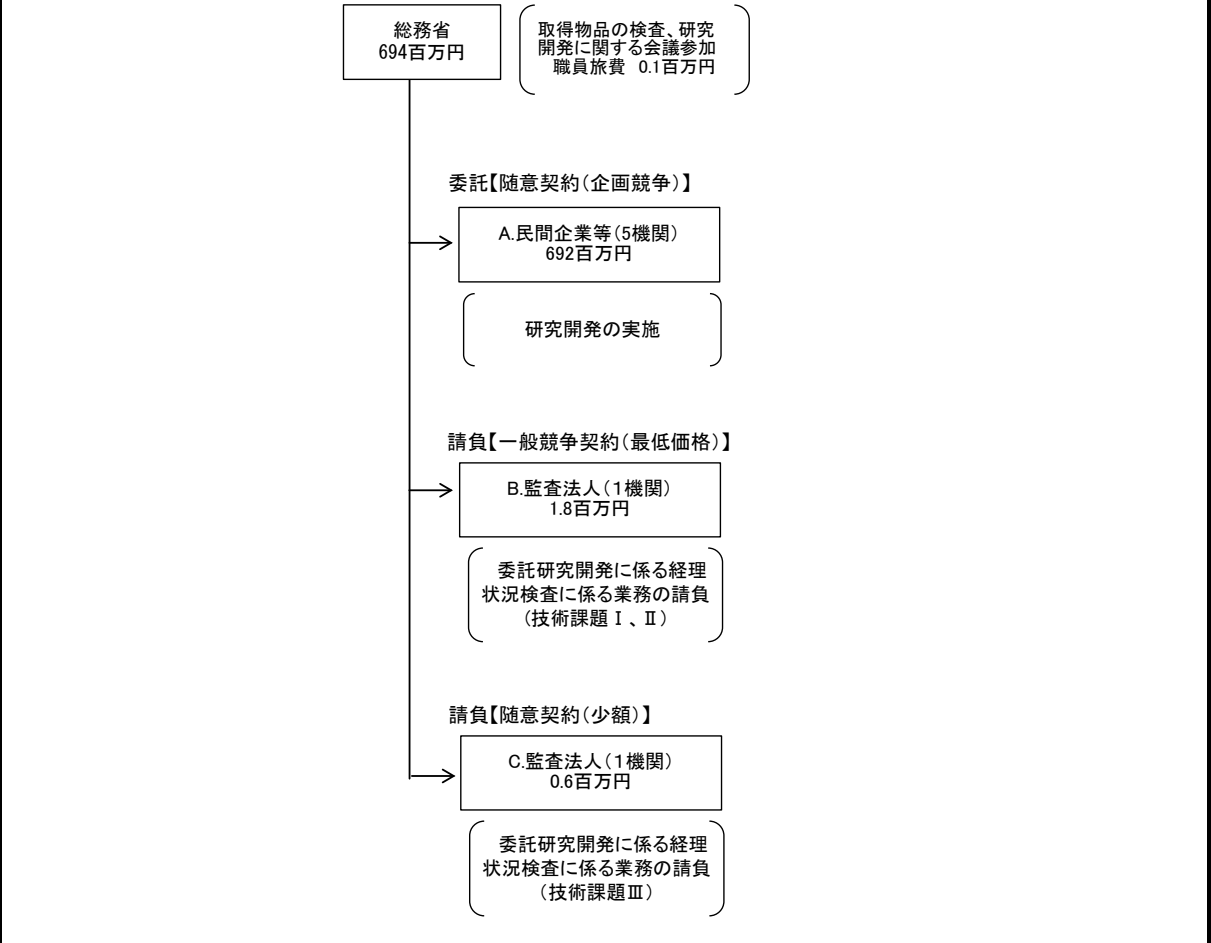 総務省
694百万円
取得物品の検査、研究
開発に関する会議参加
職員旅費 0.1百万円
委託【随意契約(企画競争)】
A.民間企業等(5機関)
692百万円
研究開発の実施
請負【一般競争契約(最低価格)】
B.監査法人(1機関)
1.8百万円
委託研究開発に係る経理
状況検査に係る業務の請負
(技術課題Ⅰ、Ⅱ)
請負【随意契約(少額)】
C.監査法人(1機関)
0.6百万円
委託研究開発に係る経理
状況検査に係る業務の請負
(技術課題Ⅲ)